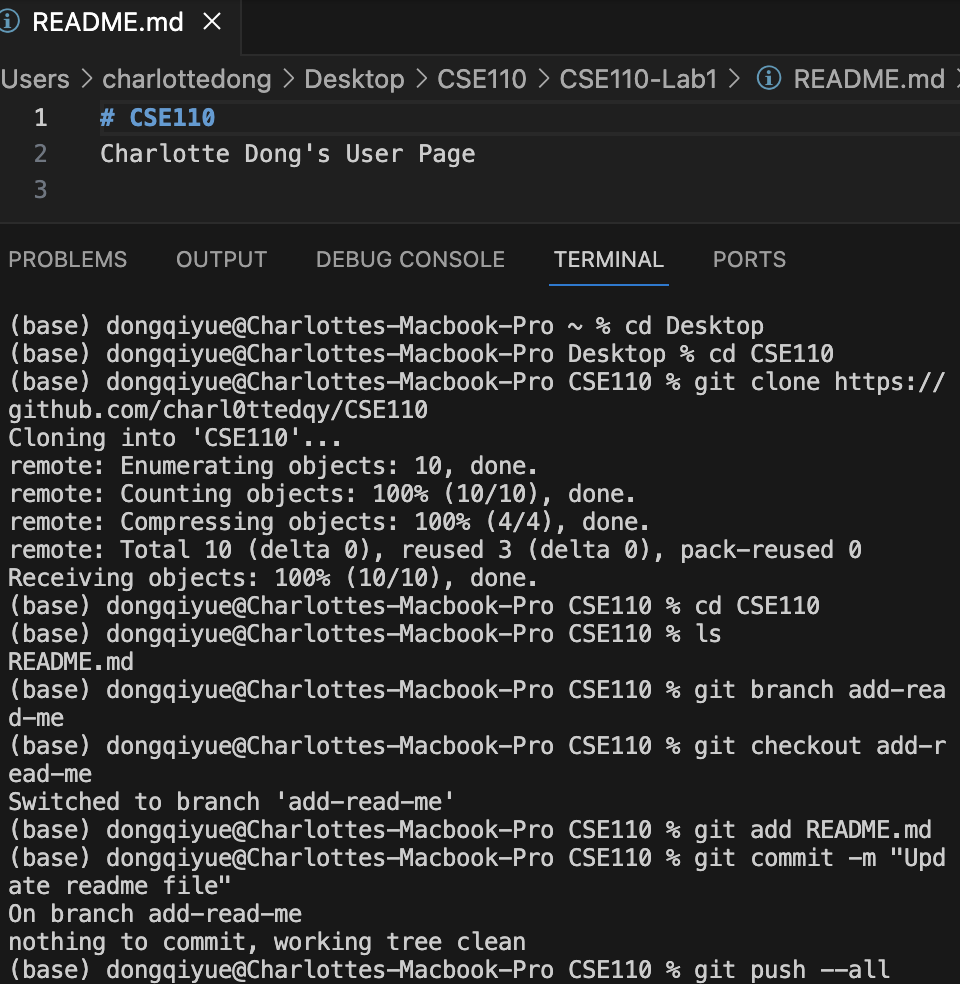 README.md ×
Users > charlottedong > Desktop > CSE110 > CSE110-Lab1 > README.md
1 # CSE110
2 Charlotte Dong's User Page
3
PROBLEMS OUTPUT DEBUG CONSOLE TERMINAL PORTS
(base) dongqiyue@Charlottes-Macbook-Pro ~ % cd Desktop
(base) dongqiyue@Charlottes-Macbook-Pro Desktop % cd CSE110
(base) dongqiyue@Charlottes-Macbook-Pro CSE110 % git clone https://
github.com/charl0ttedqy/CSE110
Cloning into 'CSE110'...
remote: Enumerating objects: 10, done.
remote: Counting objects: 100% (10/10), done.
remote: Compressing objects: 100% (4/4), done.
remote: Total 10 (delta 0), reused 3 (delta 0), pack-reused 0
Receiving objects: 100% (10/10), done.
(base) dongqiyue@Charlottes-Macbook-Pro CSE110 % cd CSE110
(base) dongqiyue@Charlottes-Macbook-Pro CSE110 % ls
README.md
(base) dongqiyue@Charlottes-Macbook-Pro CSE110 % git branch add-rea
d-me
(base) dongqiyue@Charlottes-Macbook-Pro CSE110 % git checkout add-r
ead-me
Switched to branch 'add-read-me'
(base) dongqiyue@Charlottes-Macbook-Pro CSE110 % git add README.md
(base) dongqiyue@Charlottes-Macbook-Pro CSE110 % git commit -m "Upd
ate readme file"
On branch add-read-me
nothing to commit, working tree clean
(base) dongqiyue@Charlottes-Macbook-Pro CSE110 % git push --all